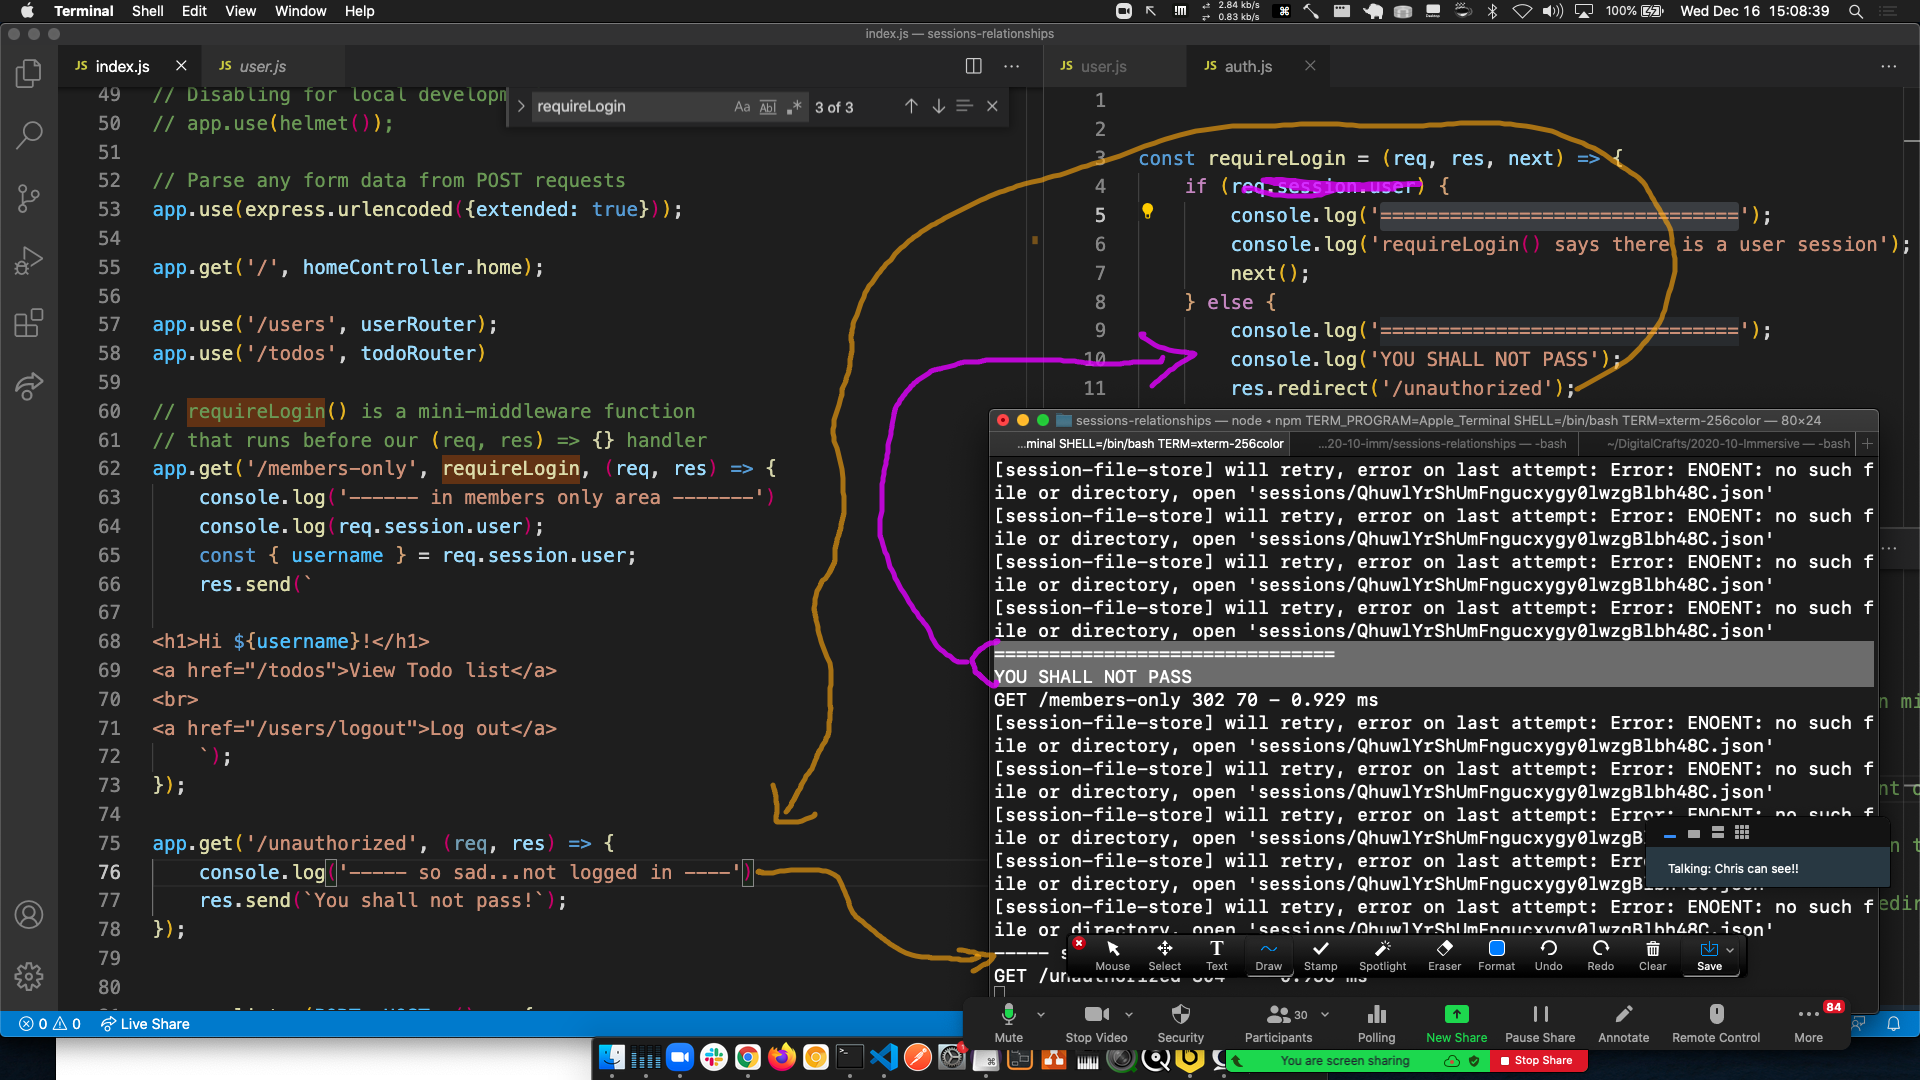 Terminal Shell Edit View Window Help
2.84 kb/s
0.83 kb/s
100%
Wed Dec 16 15:08:39
index.js — sessions-relationships
JS index.js
JS user.js
requireLogin
Aa
3 of 3
49 // Disabling for local developm
50 // app.use(helmet());
51
52 // Parse any form data from POST requests
53 app.use(express.urlencoded({extended: true}));
54
55 app.get('/', homeController.home);
56
57 app.use('/users', userRouter);
58 app.use('/todos', todoRouter)
59
60 // requireLogin() is a mini-middleware function
61 // that runs before our (req, res) => {} handler
62 app.get('/members-only', requireLogin, (req, res) => {
63 console.log('------ in members only area -------')
64 console.log(req.session.user);
65 const { username } = req.session.user;
66 res.send(`
67
68 <h1>Hi ${username}!</h1>
69 <a href="/todos">View Todo list</a>
70 <br>
71 <a href="/users/logout">Log out</a>
72 `);
73 });
74
75 app.get('/unauthorized', (req, res) => {
76 console.log('----- so sad...not logged in ----')
77 res.send(`You shall not pass!`);
78 });
79
80
0 0 Live Share
JS user.js
JS auth.js
1
2
3 const requireLogin = (req, res, next) => {
4 if (req.session.user) {
5 console.log('==============================');
6 console.log('requireLogin() says there is a user session');
7 next();
8 } else {
9 console.log('==============================');
10 console.log('YOU SHALL NOT PASS');
11 res.redirect('/unauthorized');
sessions-relationships — node ◂ npm TERM_PROGRAM=Apple_Terminal SHELL=/bin/bash TERM=xterm-256color — 80×24
...minal SHELL=/bin/bash TERM=xterm-256color
...20-10-imm/sessions-relationships — -bash
~/DigitalCrafts/2020-10-Immersive — -bash
[session-file-store] will retry, error on last attempt: Error: ENOENT: no such f
ile or directory, open 'sessions/QhuwlYrShUmFngucxygy0lwzgBlbh48C.json'
[session-file-store] will retry, error on last attempt: Error: ENOENT: no such f
ile or directory, open 'sessions/QhuwlYrShUmFngucxygy0lwzgBlbh48C.json'
[session-file-store] will retry, error on last attempt: Error: ENOENT: no such f
ile or directory, open 'sessions/QhuwlYrShUmFngucxygy0lwzgBlbh48C.json'
[session-file-store] will retry, error on last attempt: Error: ENOENT: no such f
ile or directory, open 'sessions/QhuwlYrShUmFngucxygy0lwzgBlbh48C.json'
===============================
YOU SHALL NOT PASS
GET /members-only 302 70 - 0.929 ms
[session-file-store] will retry, error on last attempt: Error: ENOENT: no such f
ile or directory, open 'sessions/QhuwlYrShUmFngucxygy0lwzgBlbh48C.json'
[session-file-store] will retry, error on last attempt: Error: ENOENT: no such f
ile or directory, open 'sessions/QhuwlYrShUmFngucxygy0lwzgBlbh48C.json'
[session-file-store] will retry, error on last attempt: Error: ENOENT: no such f
ile or directory, open 'sessions/QhuwlYrShUmFngucxygy0lwzgB
[session-file-store] will retry, error on last attempt: Err
ile or directory, open 'sessions/QhuwlYrShUmFngucxygy0lwzgBlbh48C.json'
[session-file-store] will retry, error on last attempt: Error: ENOENT: no such f
ile or directory, open 'sessions/QhuwlYrShUmFngucxygy0lwzgBlbh48C.json'
----- s
GET /unauthorized 304
Talking: Chris can see!!
Mouse Select Text Draw Stamp Spotlight Eraser Format Undo Redo Clear Save
30
84
Mute Stop Video Security Participants Polling New Share Pause Share Annotate Remote Control More
You are screen sharing
Stop Share